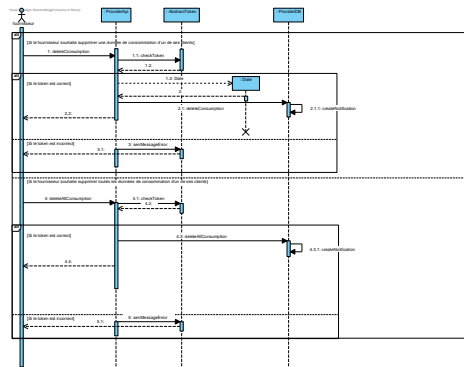 fournisseur
: ProviderApi
: AbstractToken
: ProviderDB
alt
[Si le fournisseur souhaite supprimer une donnée de consommation d'un de ses clients]
1: deleteConsumption
1.1: checkToken
1.2:
alt
[Si le token est correct]
1.3: Date
: Date
2:
2.1: deleteConsumption
2.1.1: createNotification
2.2:
[Si le token est incorrect]
3: sentMessageError
3.1:
[Si le fournisseur souhaite supprimer toutes les données de consommation d'un de ses clients]
4: deleteAllConsumption
4.1: checkToken
4.2:
alt
[Si le token est correct]
4.3: deleteAllConsumption
4.3.1: createNotification
4.4:
[Si le token est incorrect]
5: sentMessageError
5.1: